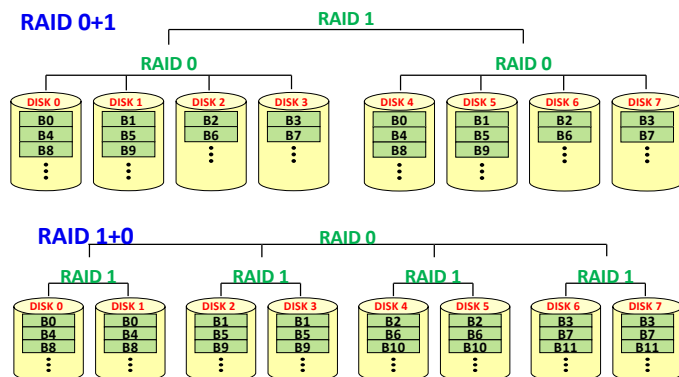 RAID 0+1
RAID 1
RAID 0 RAID 0
DISK 0 DISK 1 DISK 2 DISK 3 DISK 4 DISK 5 DISK 6 DISK 7
B0 B1 B2 B3 B0 B1 B2 B3
B4 B5 B6 B7 B4 B5 B6 B7
B8 B9 B8 B9
RAID 1+0
RAID 0
RAID 1 RAID 1 RAID 1 RAID 1
DISK 0 DISK 1 DISK 2 DISK 3 DISK 4 DISK 5 DISK 6 DISK 7
B0 B0 B1 B1 B2 B2 B3 B3
B4 B4 B5 B5 B6 B6 B7 B7
B8 B8 B9 B9 B10 B10 B11 B11